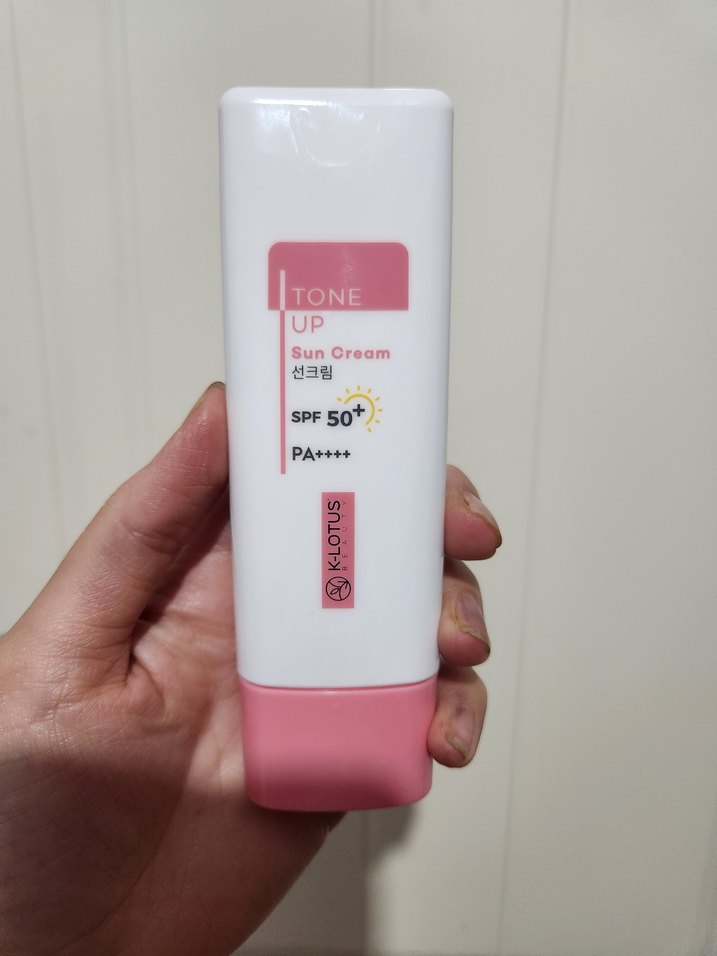 TONE
UP
Sun Cream
선크림
SPF 50+
PA++++
K-LOTUS
BEAUTY